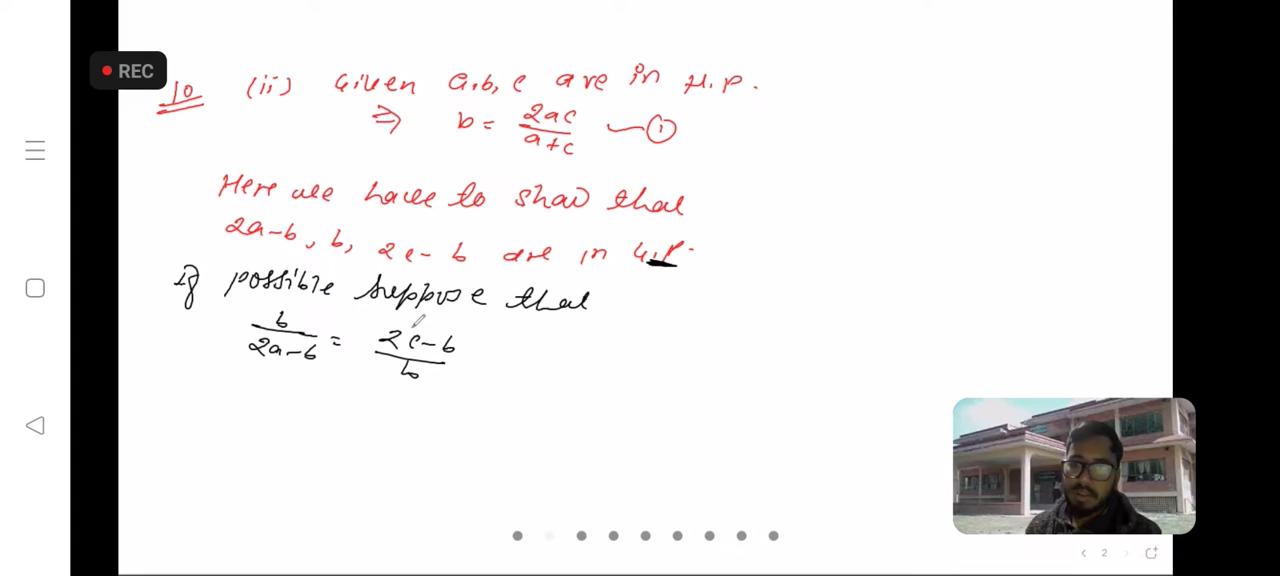 REC
10 (ii) Given a, b, c are in H.P.
⇒ b = 2ac/a+c — ①
Here we have to show that
2a-b, b, 2c-b are in G.P.
if possible suppose that
b/2a-b = 2c-b/b
2